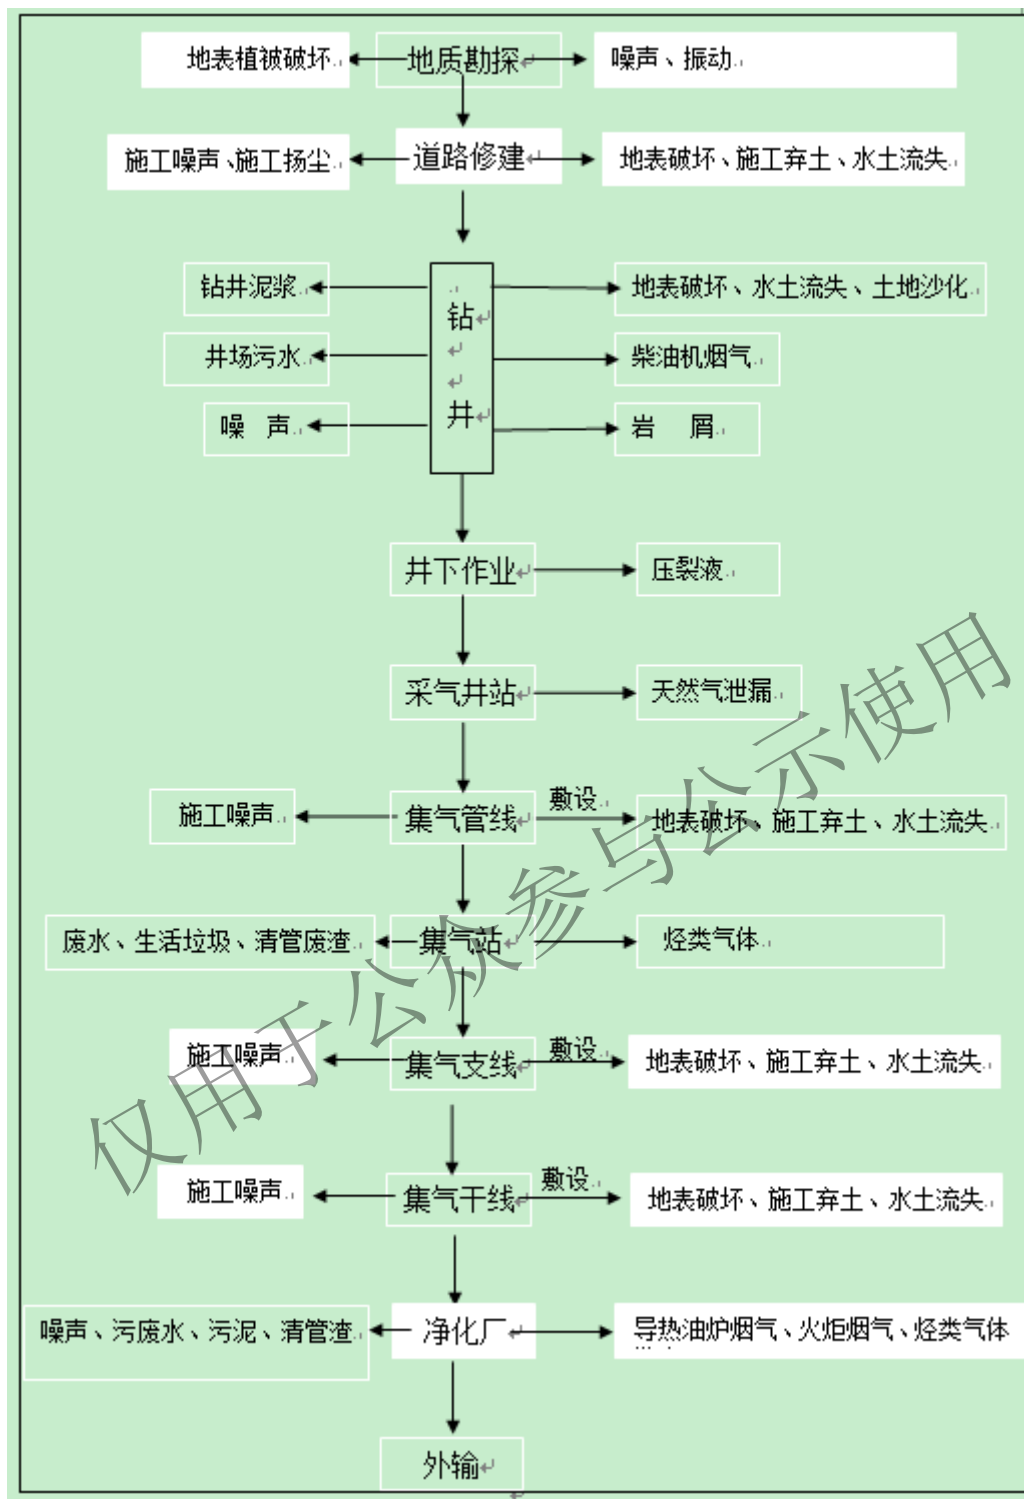 地表植被破坏
地质勘探
噪声、振动
施工噪声、施工扬尘
道路修建
地表破坏、施工弃土、水土流失
钻井泥浆
地表破坏、水土流失、土地沙化
钻
井场污水
柴油机烟气
井
噪 声
岩 屑
井下作业
压裂液
采气井站
天然气泄漏
施工噪声
集气管线
敷设
地表破坏、施工弃土、水土流失
废水、生活垃圾、清管废渣
集气站
烃类气体
施工噪声
集气支线
敷设
地表破坏、施工弃土、水土流失
施工噪声
集气干线
敷设
地表破坏、施工弃土、水土流失
噪声、污废水、污泥、清管渣
净化厂
导热油炉烟气、火炬烟气、烃类气体
外输
仅用于公众参与公示使用